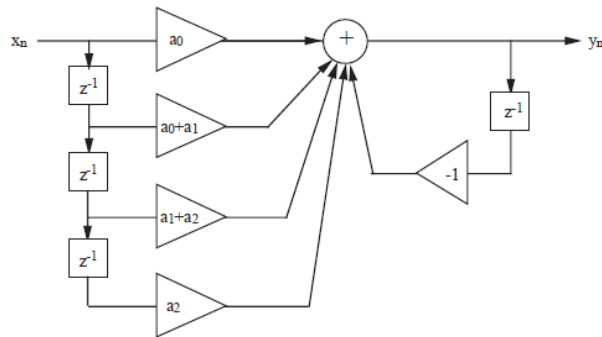 xₙ
a₀
+
yₙ
z⁻¹
z⁻¹
a₀+a₁
z⁻¹
-1
a₁+a₂
z⁻¹
a₂